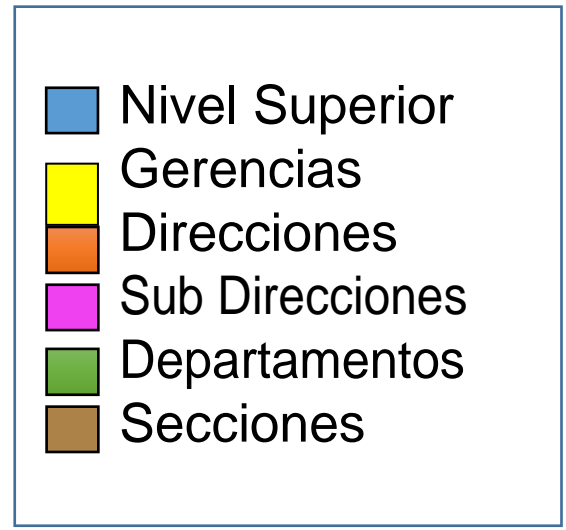 Nivel Superior
Gerencias
Direcciones
Sub Direcciones
Departamentos
Secciones